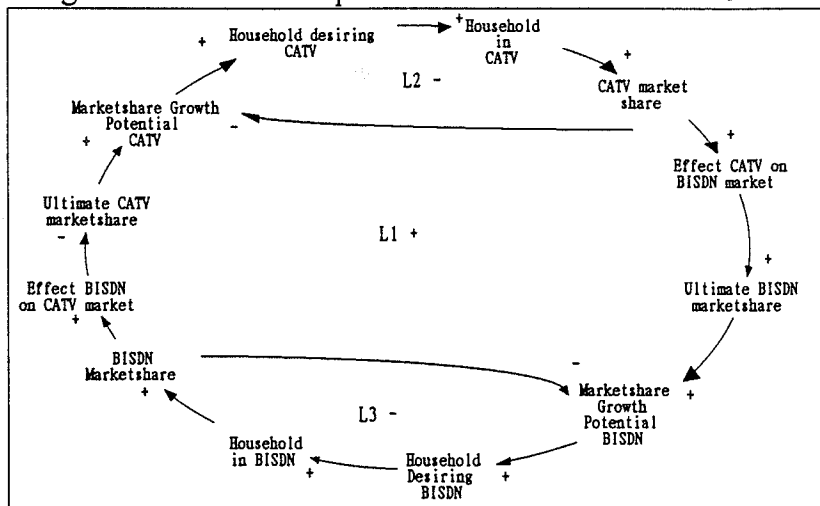 +
Household desiring
CATV
+
Household
in
CATV
L2 -
+
CATV market
share
Marketshare Growth
Potential
CATV
+
-
+
Effect CATV on
BISDN market
Ultimate CATV
marketshare
-
L1 +
+
Ultimate BISDN
marketshare
Effect BISDN
on CATV market
+
BISDN
Marketshare
+
-
Marketshare
Growth
Potential
BISDN
+
L3 -
Household
in BISDN
+
Household
Desiring
BISDN
+